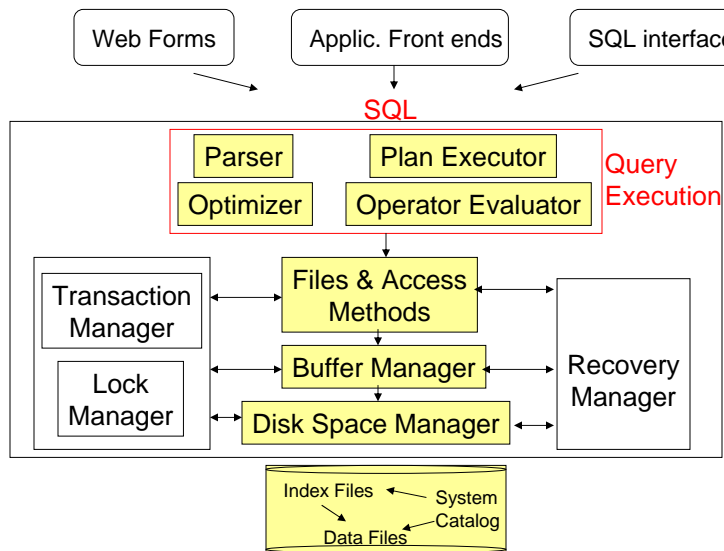 Web Forms
Applic. Front ends
SQL interface
SQL
Parser
Plan Executor
Query
Execution
Optimizer
Operator Evaluator
Transaction
Manager
Files & Access
Methods
Lock
Manager
Buffer Manager
Recovery
Manager
Disk Space Manager
Index Files
System
Catalog
Data Files